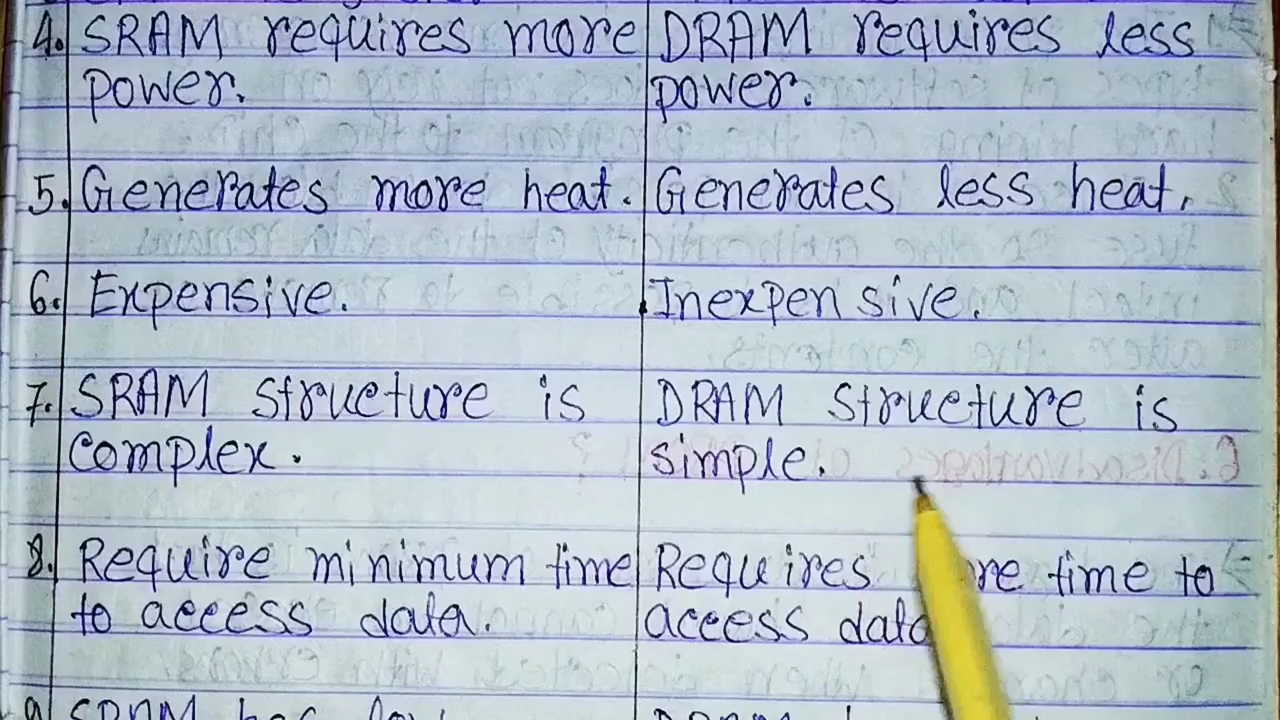 4. SRAM requires more DRAM requires less
power. power.
5. Generates more heat. Generates less heat.
6. Expensive. Inexpensive.
7. SRAM structure is DRAM structure is
complex. simple.
8. Require minimum time Requires time to
to access data. access data
9